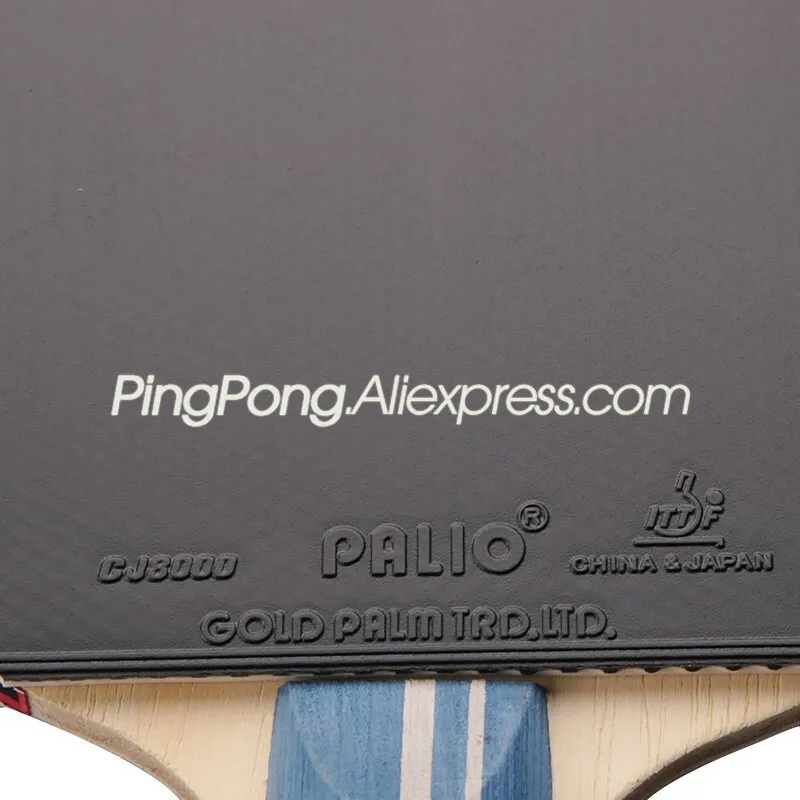 PingPong.Aliexpress.com
ITTF
CJ8000 PALIO® CHINA & JAPAN
GOLD PALM TRD.LTD.